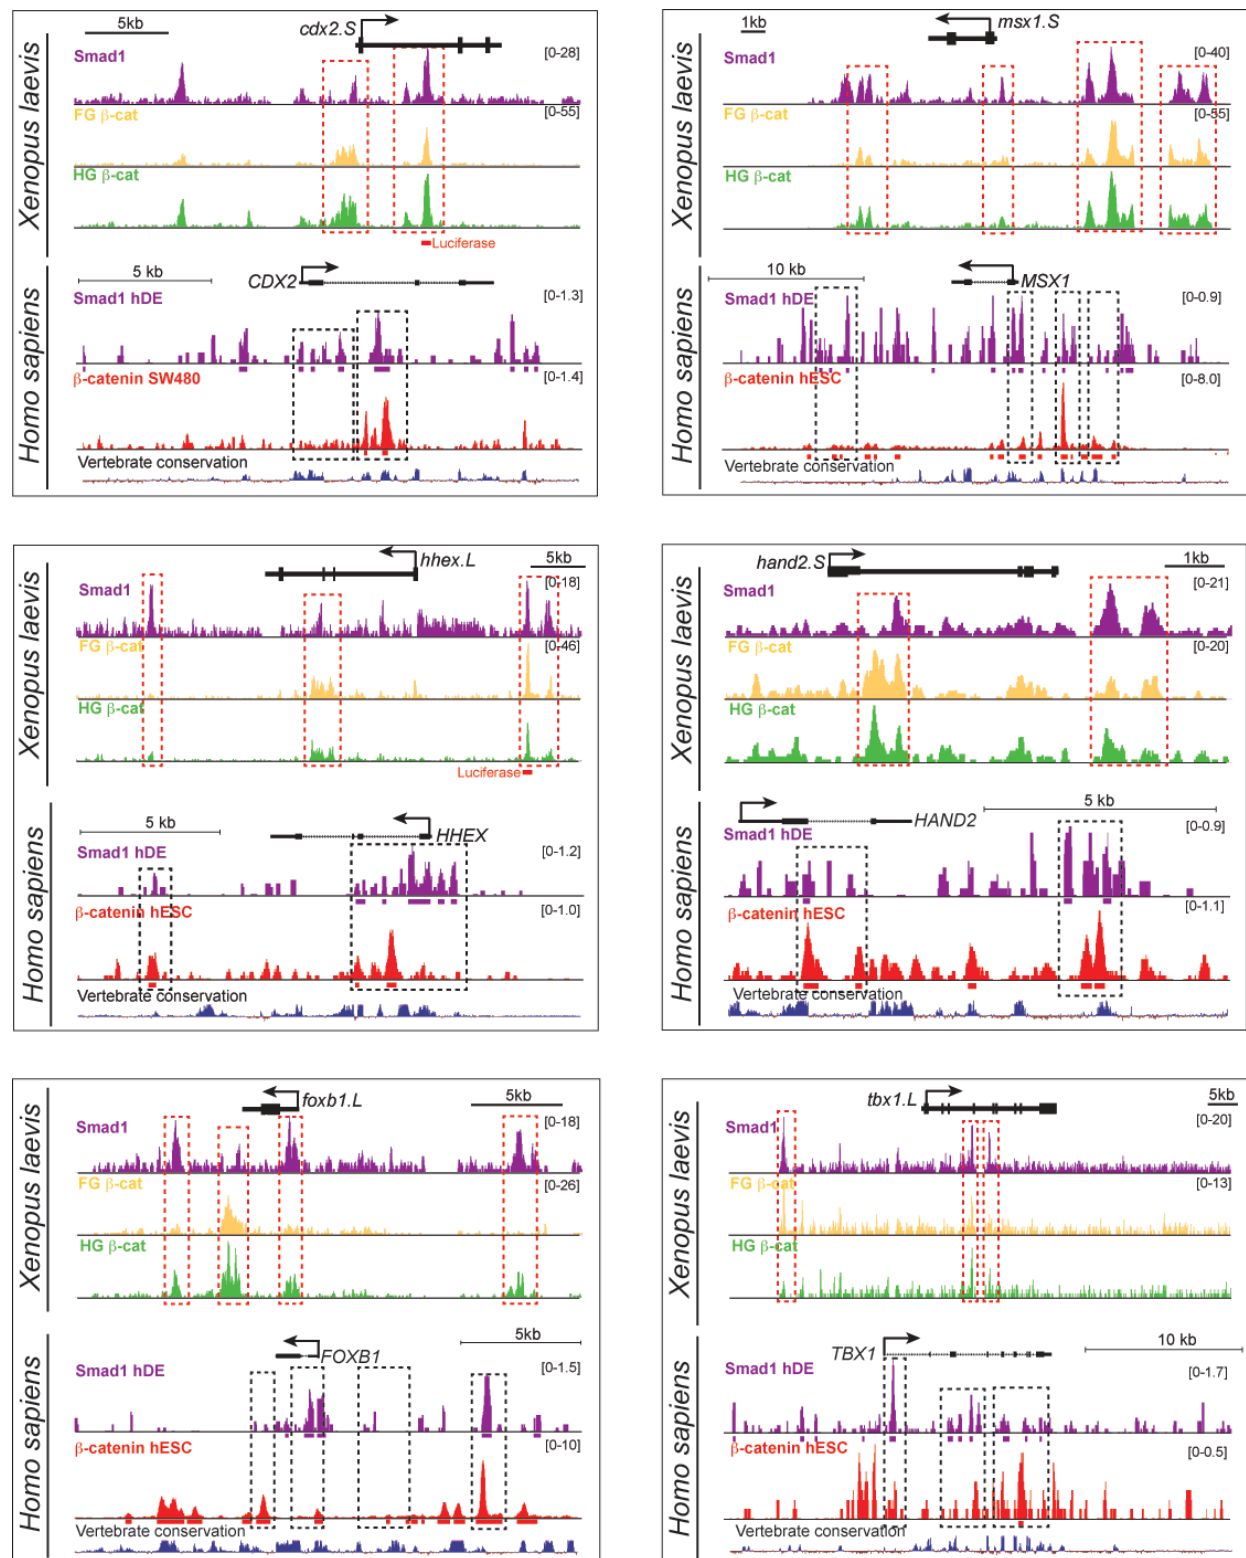 5kb
cdx2.S
Xenopus laevis
Smad1
[0-28]
FG β-cat
[0-55]
HG β-cat
Luciferase
Homo sapiens
5 kb
CDX2
Smad1 hDE
[0-1.3]
β-catenin SW480
[0-1.4]
Vertebrate conservation
1kb
msx1.S
Xenopus laevis
Smad1
[0-40]
FG β-cat
[0-55]
HG β-cat
Homo sapiens
10 kb
MSX1
Smad1 hDE
[0-0.9]
β-catenin hESC
[0-8.0]
Vertebrate conservation
hhex.L
5kb
Xenopus laevis
Smad1
[0-18]
FG β-cat
[0-46]
HG β-cat
Luciferase
Homo sapiens
5 kb
HHEX
Smad1 hDE
[0-1.2]
β-catenin hESC
[0-1.0]
Vertebrate conservation
hand2.S
1kb
Xenopus laevis
Smad1
[0-21]
FG β-cat
[0-20]
HG β-cat
Homo sapiens
5 kb
HAND2
Smad1 hDE
[0-0.9]
β-catenin hESC
[0-1.1]
Vertebrate conservation
foxb1.L
5kb
Xenopus laevis
Smad1
[0-18]
FG β-cat
[0-26]
HG β-cat
Homo sapiens
5kb
FOXB1
Smad1 hDE
[0-1.5]
β-catenin hESC
[0-10]
Vertebrate conservation
tbx1.L
5kb
Xenopus laevis
Smad1
[0-20]
FG β-cat
[0-13]
HG β-cat
Homo sapiens
TBX1
10 kb
Smad1 hDE
[0-1.7]
β-catenin hESC
[0-0.5]
Vertebrate conservation